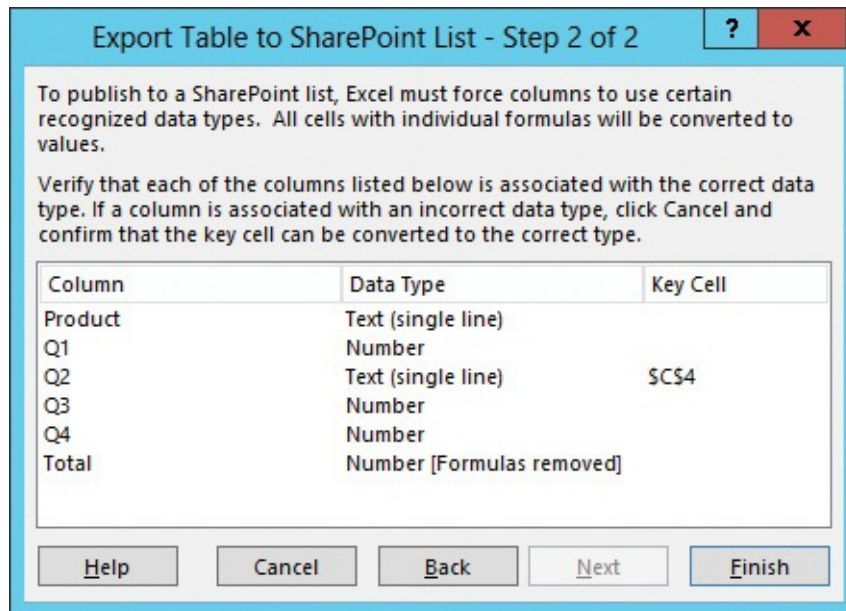 Export Table to SharePoint List - Step 2 of 2
?
x
To publish to a SharePoint list, Excel must force columns to use certain
recognized data types.  All cells with individual formulas will be converted to
values.
Verify that each of the columns listed below is associated with the correct data
type. If a column is associated with an incorrect data type, click Cancel and
confirm that the key cell can be converted to the correct type.
Column Data Type Key Cell
Product Text (single line)
Q1 Number
Q2 Text (single line) $C$4
Q3 Number
Q4 Number
Total Number [Formulas removed]
Help Cancel Back Next Finish